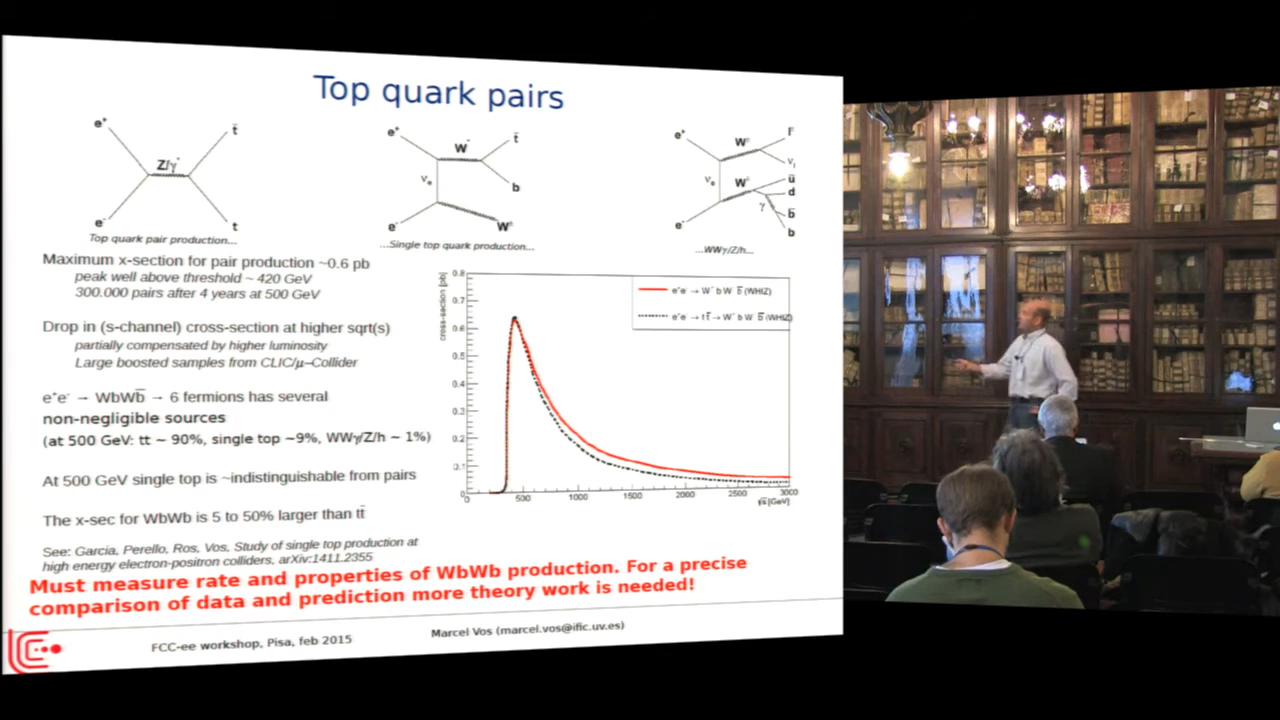 Top quark pairs
e⁺
t̄
Z/γ*
e⁻
t
Top quark pair production...
e⁺
t̄
W⁺
νₑ
b
e⁻
W±
...Single top quark production...
e⁺
F
W±
νₗ
νₑ
W±
ū
d
γ
b̄
e⁻
b
...WWγ/Z/h...
Maximum x-section for pair production ~0.6 pb
peak well above threshold ~ 420 GeV
300.000 pairs after 4 years at 500 GeV
Drop in (s-channel) cross-section at higher sqrt(s)
partially compensated by higher luminosity
Large boosted samples from CLIC/μ–Collider
e⁺e⁻ → WbWb̄ → 6 fermions has several
non-negligible sources
(at 500 GeV: tt ~ 90%, single top ~9%, WWγ/Z/h ~ 1%)
At 500 GeV single top is ~indistinguishable from pairs
The x-sec for WbWb is 5 to 50% larger than tt̄
See: Garcia, Perello, Ros, Vos, Study of single top production at
high energy electron-positron colliders, arXiv:1411.2355
cross-section [pb]
0.8
0.7
0.6
0.5
0.4
0.3
0.2
0.1
0
0 500 1000 1500 2000 2500 3000
√s [GeV]
e⁺e⁻ → W⁺ b W⁻ b̄ (WHIZ)
e⁺e⁻ → t t̄ → W⁺ b W⁻ b̄ (WHIZ)
Must measure rate and properties of WbWb production. For a precise
comparison of data and prediction more theory work is needed!
FCC-ee workshop, Pisa, feb 2015
Marcel Vos (marcel.vos@ific.uv.es)